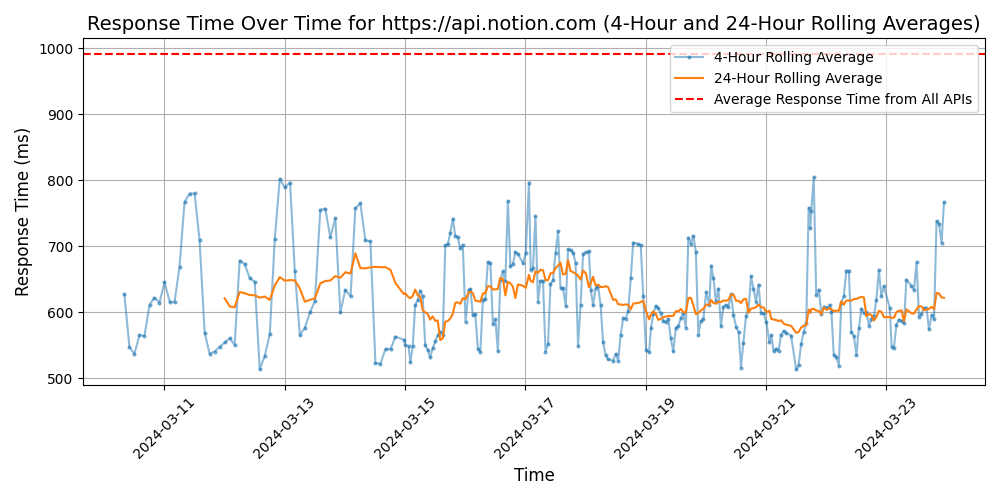 Response Time Over Time for https://api.notion.com (4-Hour and 24-Hour Rolling Averages)
4-Hour Rolling Average
24-Hour Rolling Average
Average Response Time from All APIs
Response Time (ms)
1000
900
800
700
600
500
2024-03-11
2024-03-13
2024-03-15
2024-03-17
2024-03-19
2024-03-21
2024-03-23
Time